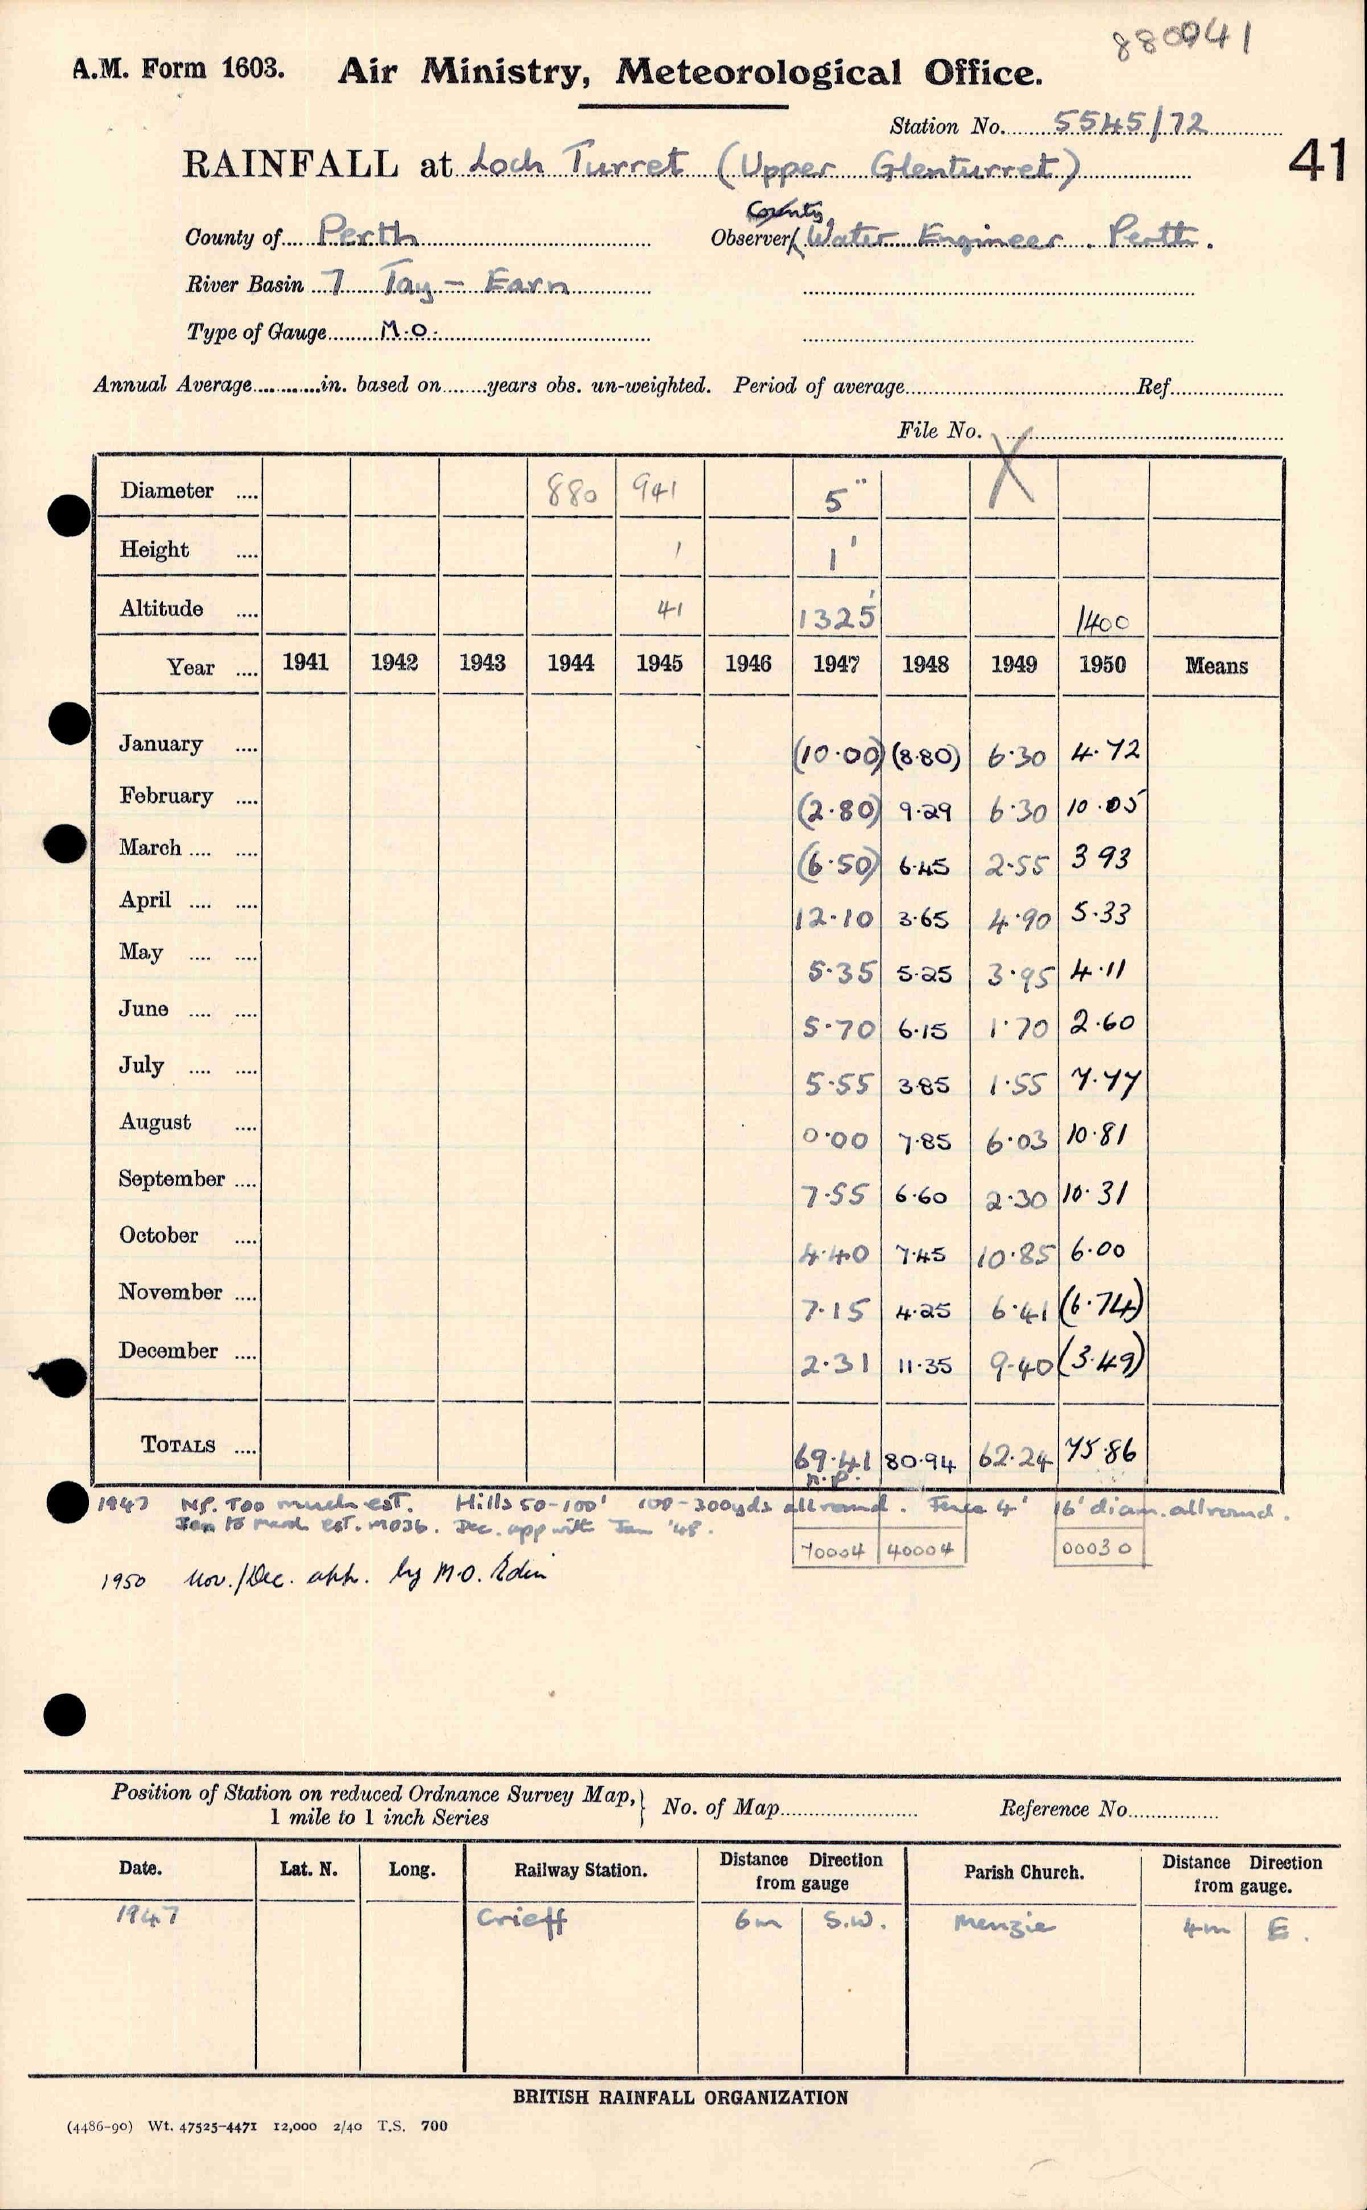 880941
A.M. Form 1603. Air Ministry, Meteorological Office.
Station No. 5545/72
RAINFALL at Loch Turret (Upper Glenturret) 41
County of Perth Observer County Water Engineer. Perth.
River Basin 7 Tay - Earn
Type of Gauge M.O.
Annual Average in. based on years obs. un-weighted. Period of average Ref
File No. X
Diameter 880 941 5"
Height 1 1'
Altitude 41 1325' 1400
Year 1941 1942 1943 1944 1945 1946 1947 1948 1949 1950 Means
January (10.00) (8.80) 6.30 4.72
February (2.80) 9.29 6.30 10.05
March (6.50) 6.45 2.55 3 93
April 12.10 3.65 4.90 5.33
May 5.35 5.25 3.95 4.11
June 5.70 6.15 1.70 2.60
July 5.55 3.85 1.55 7.77
August 0.00 7.85 6.03 10.81
September 7.55 6.60 2.30 10.31
October 4.40 7.45 10.85 6.00
November 7.15 4.25 6.41 (6.74)
December 2.31 11.35 9.40 (3.49)
TOTALS 69.41 80.94 62.24 75.86
n.p.
1947 N.P. Too much est. Hills 50-100' 100-300yds all round. Fence 4' 16' diam. all round.
Jan to March est. MO36. Dec. app with Jan '48.
70004 40004 00030
1950 Nov./Dec. app. by M.O. Edin
Position of Station on reduced Ordnance Survey Map, 1 mile to 1 inch Series } No. of Map Reference No.
Date. Lat. N. Long. Railway Station. Distance Direction from gauge Parish Church. Distance Direction from gauge.
1947 Crieff 6m S.W. Menzie 4m E.
BRITISH RAINFALL ORGANIZATION
(4486-90) Wt. 47525-4471 12,000 2/40 T.S. 700